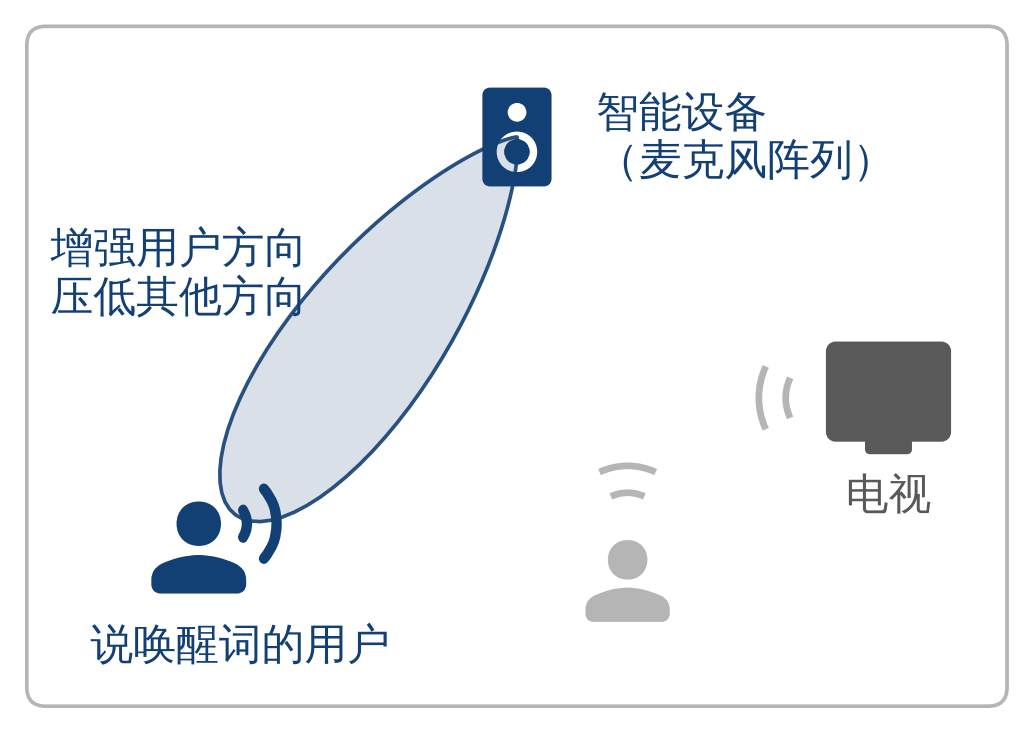 智能设备
（麦克风阵列）
增强用户方向
压低其他方向
电视
说唤醒词的用户